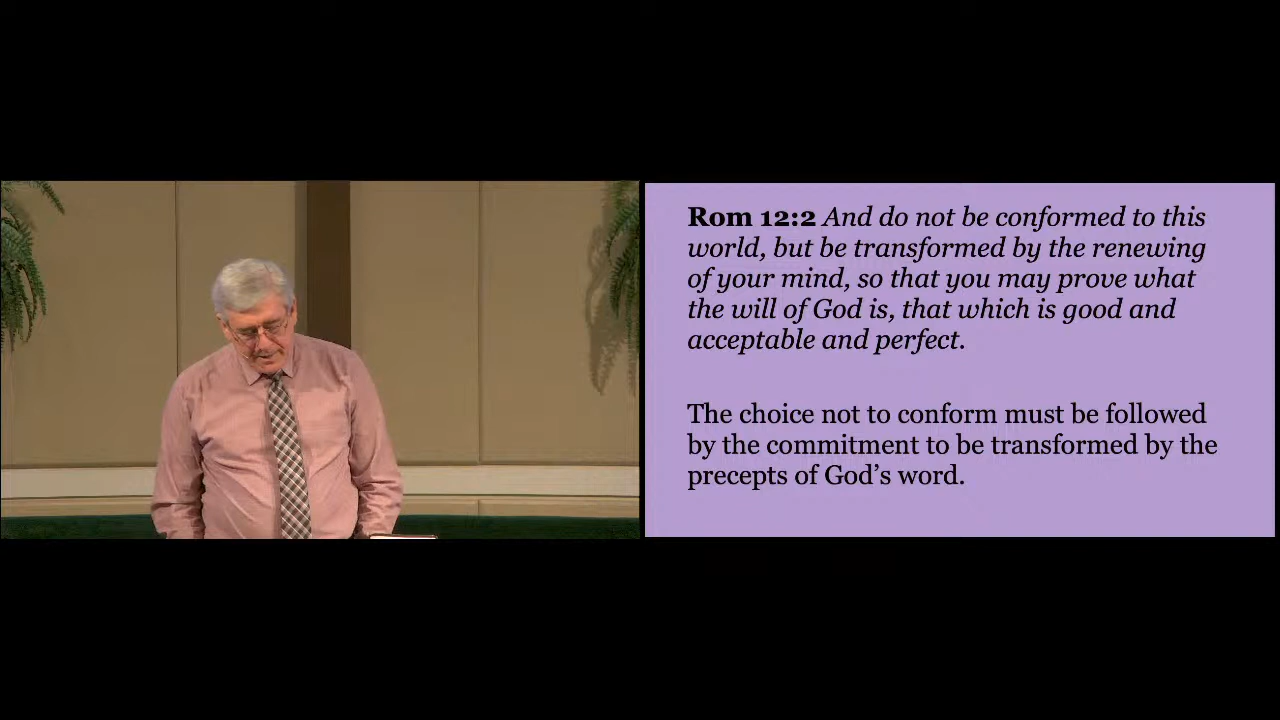 Rom 12:2 And do not be conformed to this
world, but be transformed by the renewing
of your mind, so that you may prove what
the will of God is, that which is good and
acceptable and perfect.
The choice not to conform must be followed
by the commitment to be transformed by the
precepts of God’s word.